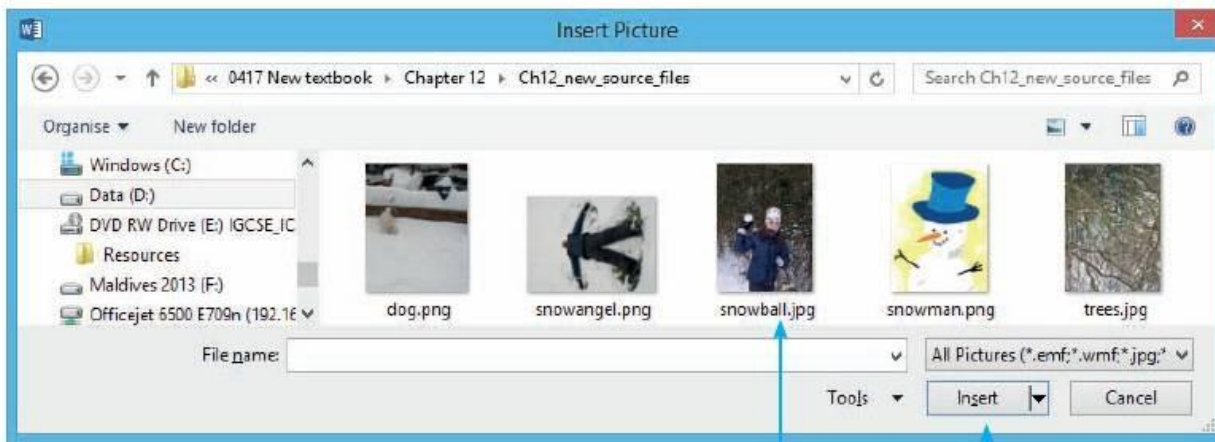 Insert Picture
« 0417 New textbook ▸ Chapter 12 ▸ Ch12_new_source_files
Search Ch12_new_source_files
Organise
New folder
Windows (C:)
Data (D:)
DVD RW Drive (E:) IGCSE_IC
Resources
Maldives 2013 (F:)
Officejet 6500 E709n (192.16
dog.png
snowangel.png
snowball.jpg
snowman.png
trees.jpg
File name:
All Pictures (*.emf;*.wmf;*.jpg;*
Tools
Insert
Cancel